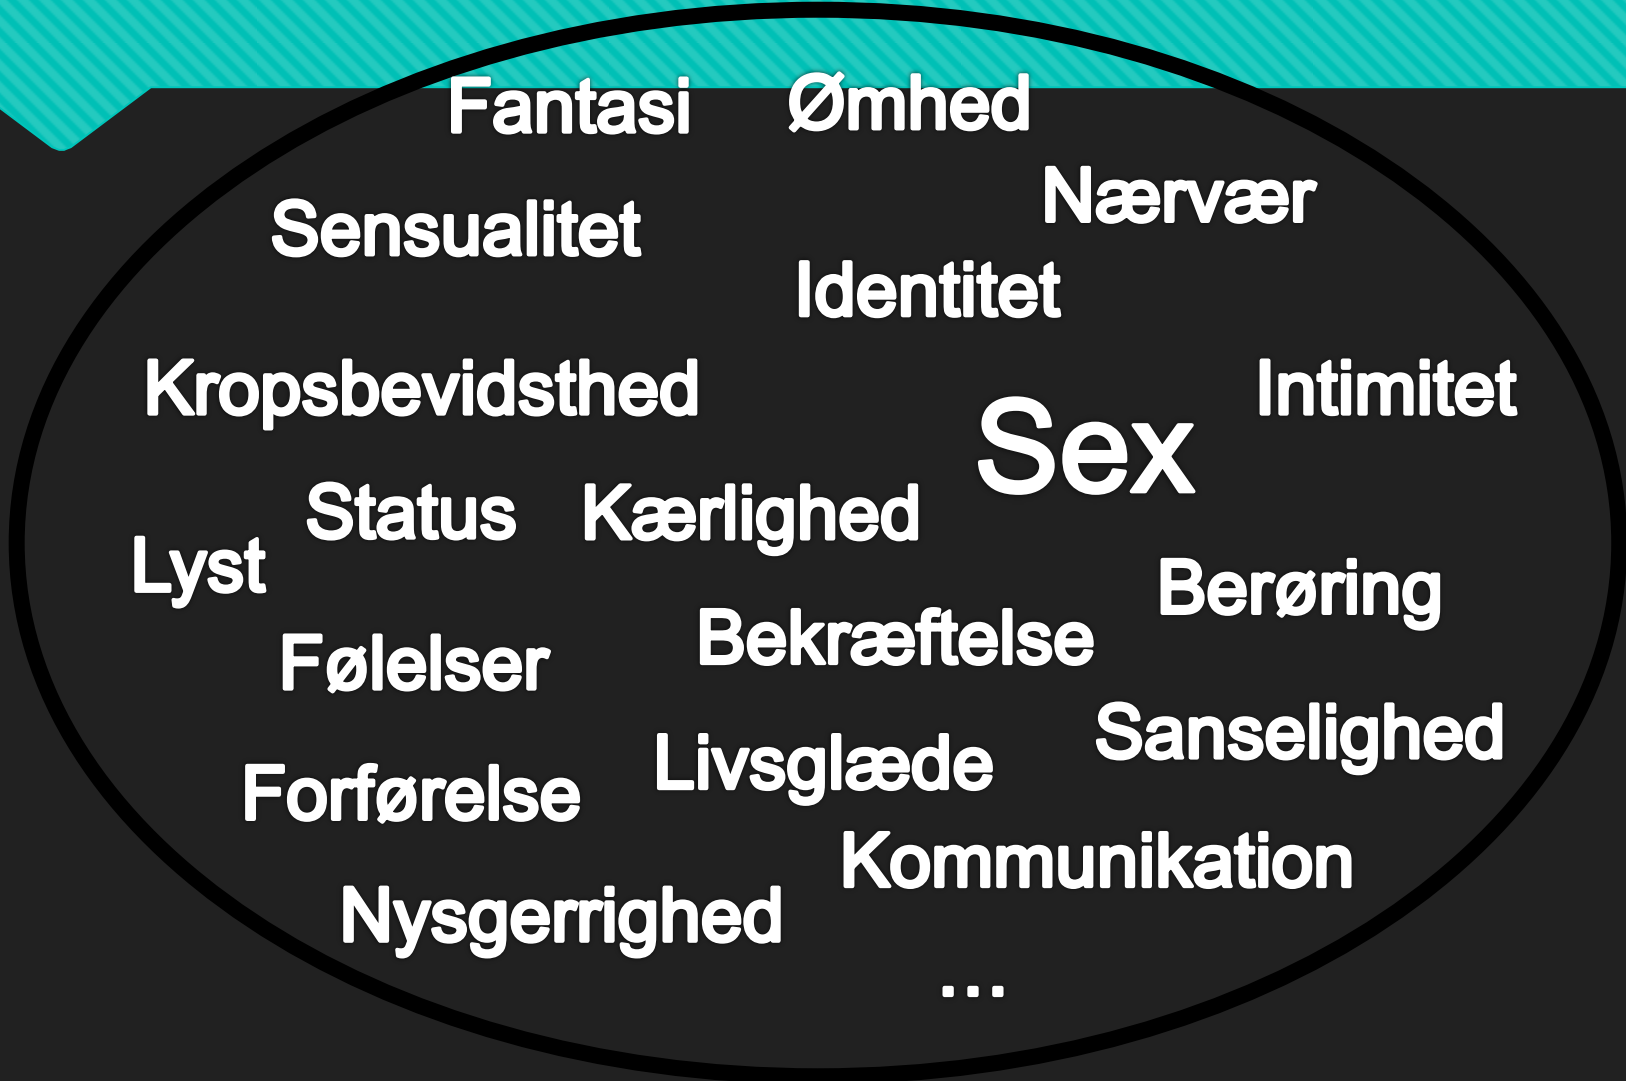 Fantasi Ømhed
Nærvær
Sensualitet
Identitet
Kropsbevidsthed
Intimitet
Sex
Status Kærlighed
Lyst
Berøring
Bekræftelse
Følelser
Sanselighed
Livsglæde
Forførelse
Kommunikation
Nysgerrighed
...